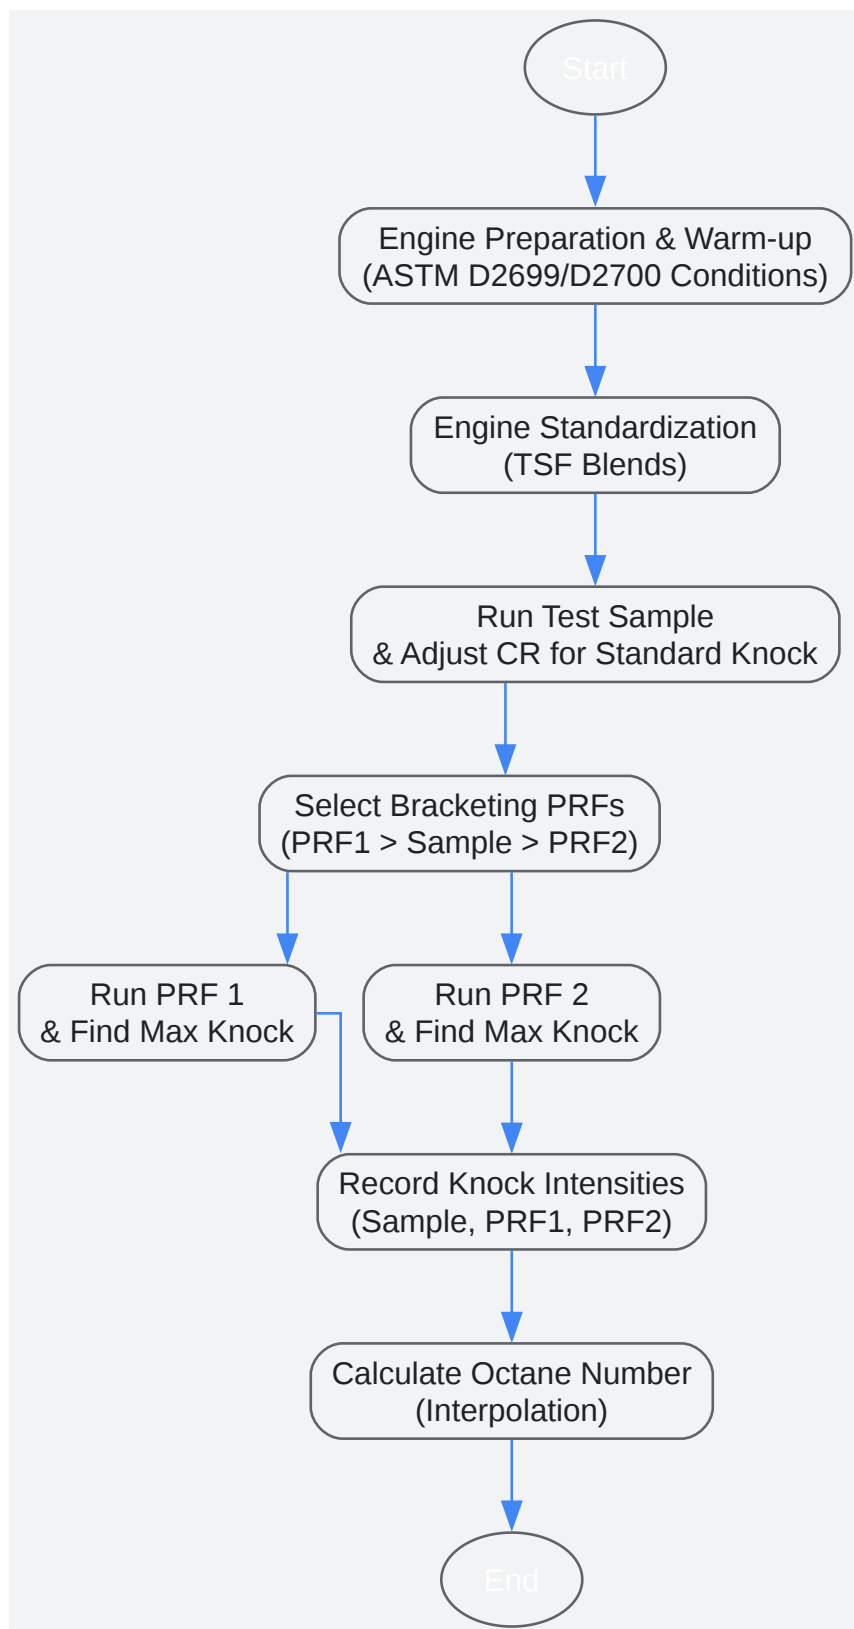 Start
Engine Preparation & Warm-up
(ASTM D2699/D2700 Conditions)
Engine Standardization
(TSF Blends)
Run Test Sample
& Adjust CR for Standard Knock
Select Bracketing PRFs
(PRF1 > Sample > PRF2)
Run PRF 1
& Find Max Knock
Run PRF 2
& Find Max Knock
Record Knock Intensities
(Sample, PRF1, PRF2)
Calculate Octane Number
(Interpolation)
End